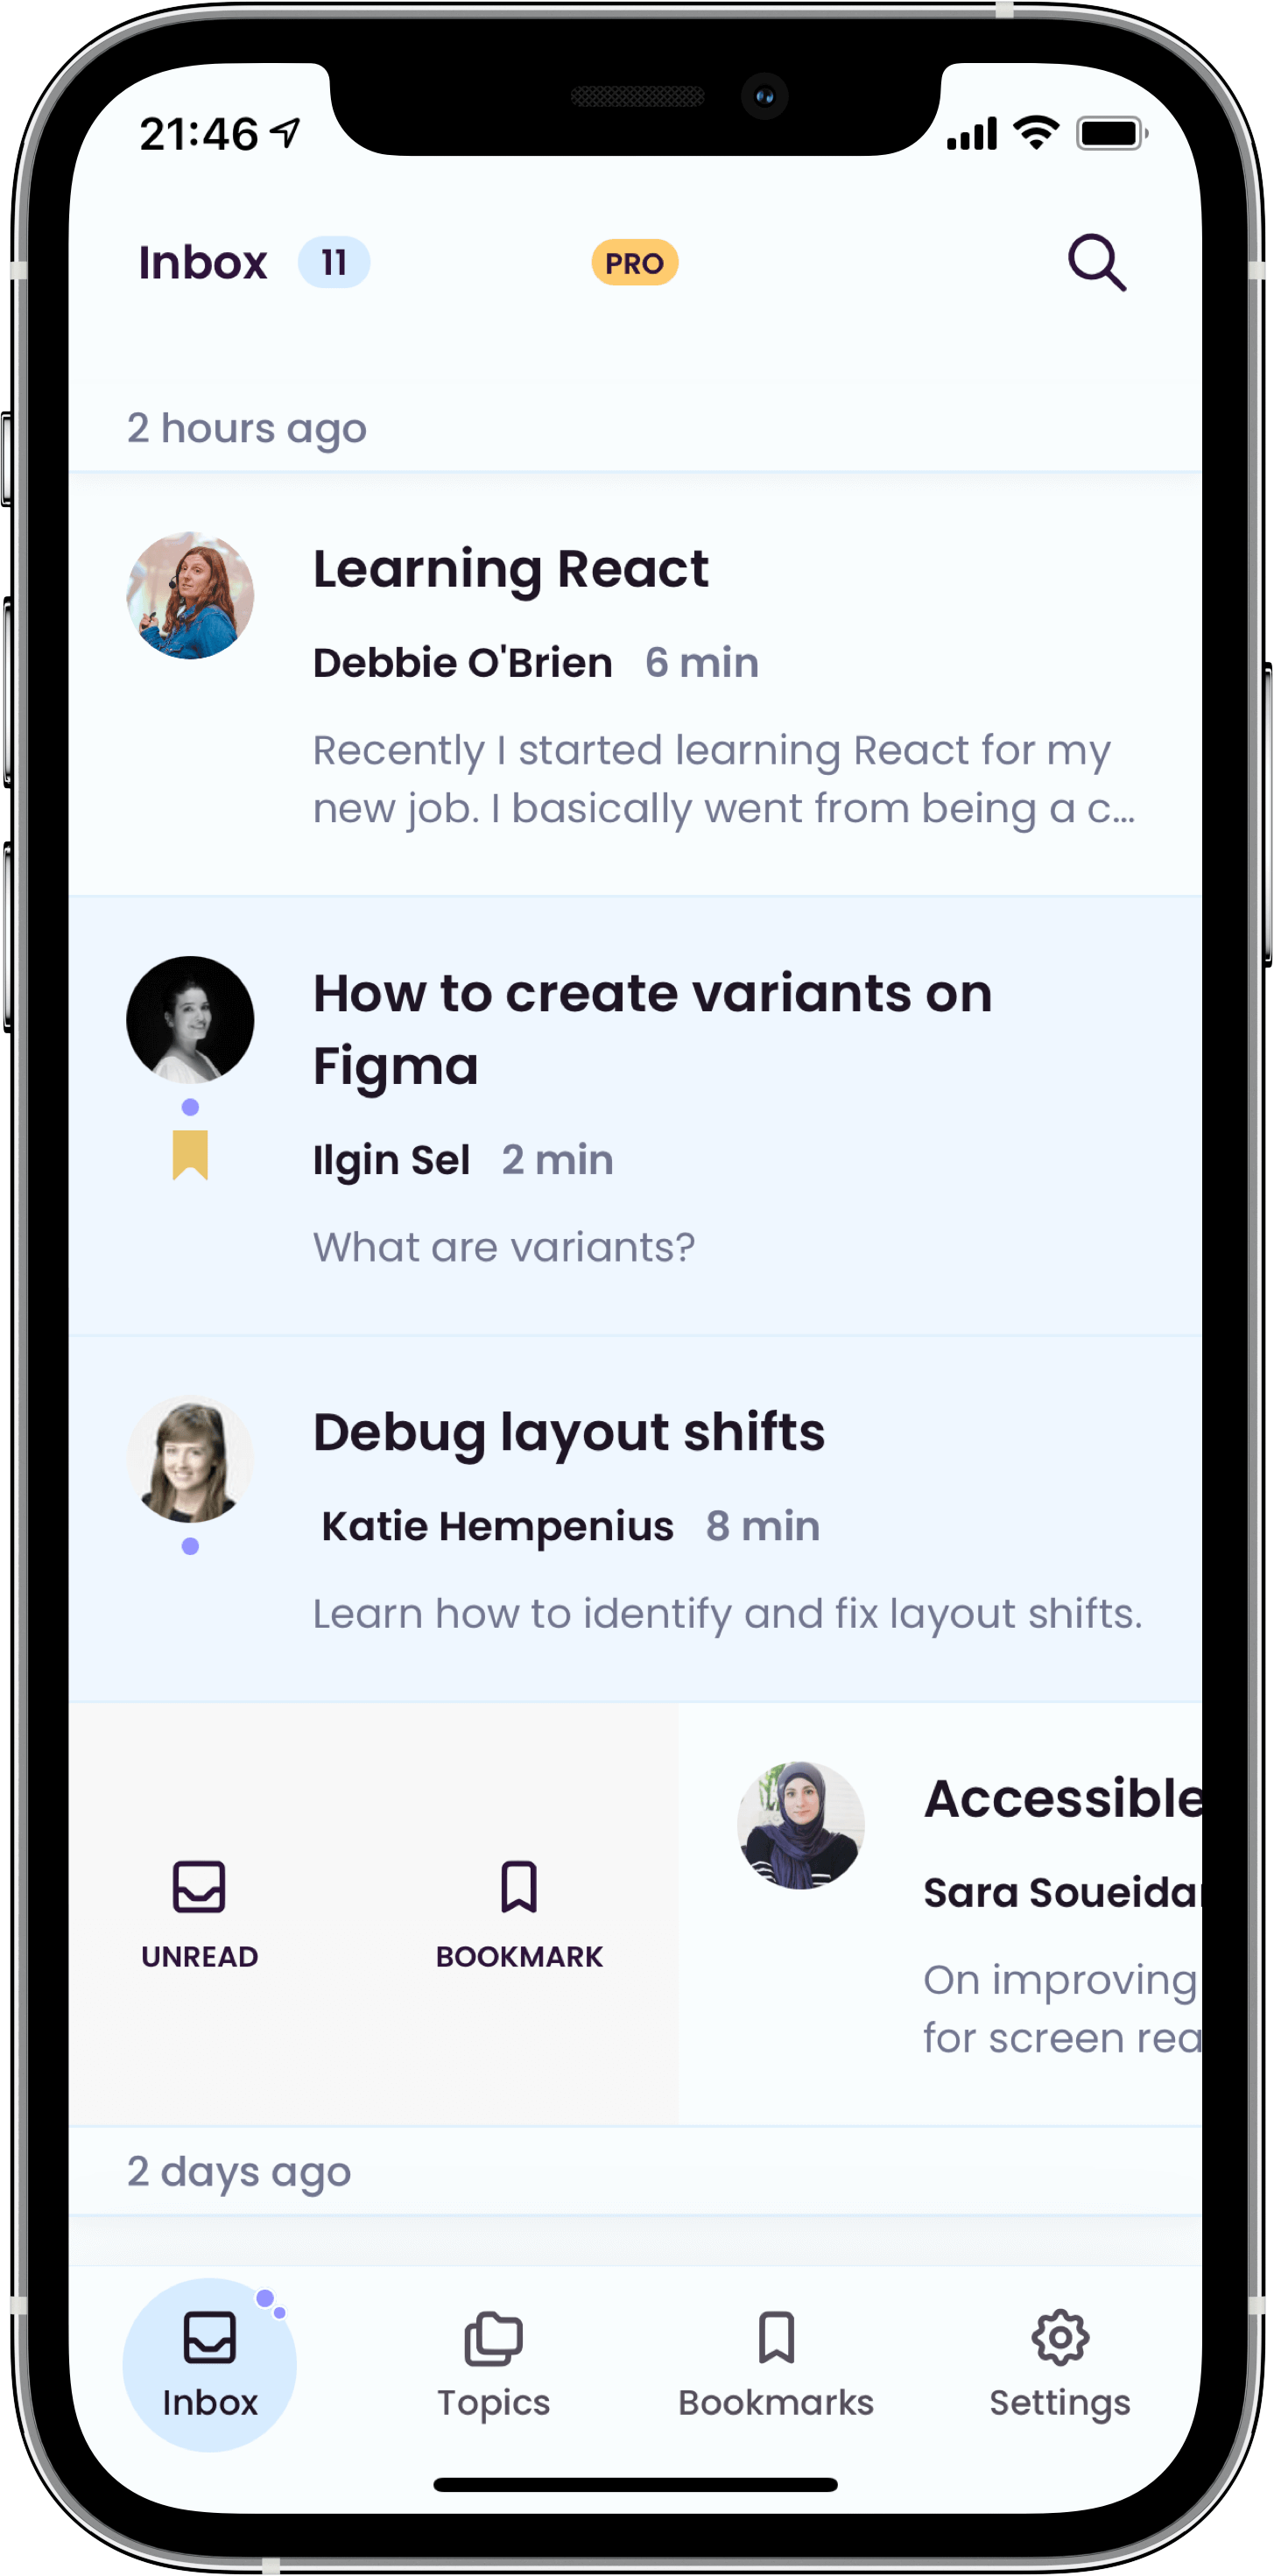 21:46
Inbox 11 PRO
2 hours ago
Learning React
Debbie O'Brien 6 min
Recently I started learning React for my
new job. I basically went from being a c...
How to create variants on
Figma
Ilgin Sel 2 min
What are variants?
Debug layout shifts
Katie Hempenius 8 min
Learn how to identify and fix layout shifts.
Accessible
Sara Soueidan
On improving
for screen rea
UNREAD BOOKMARK
2 days ago
Inbox Topics Bookmarks Settings